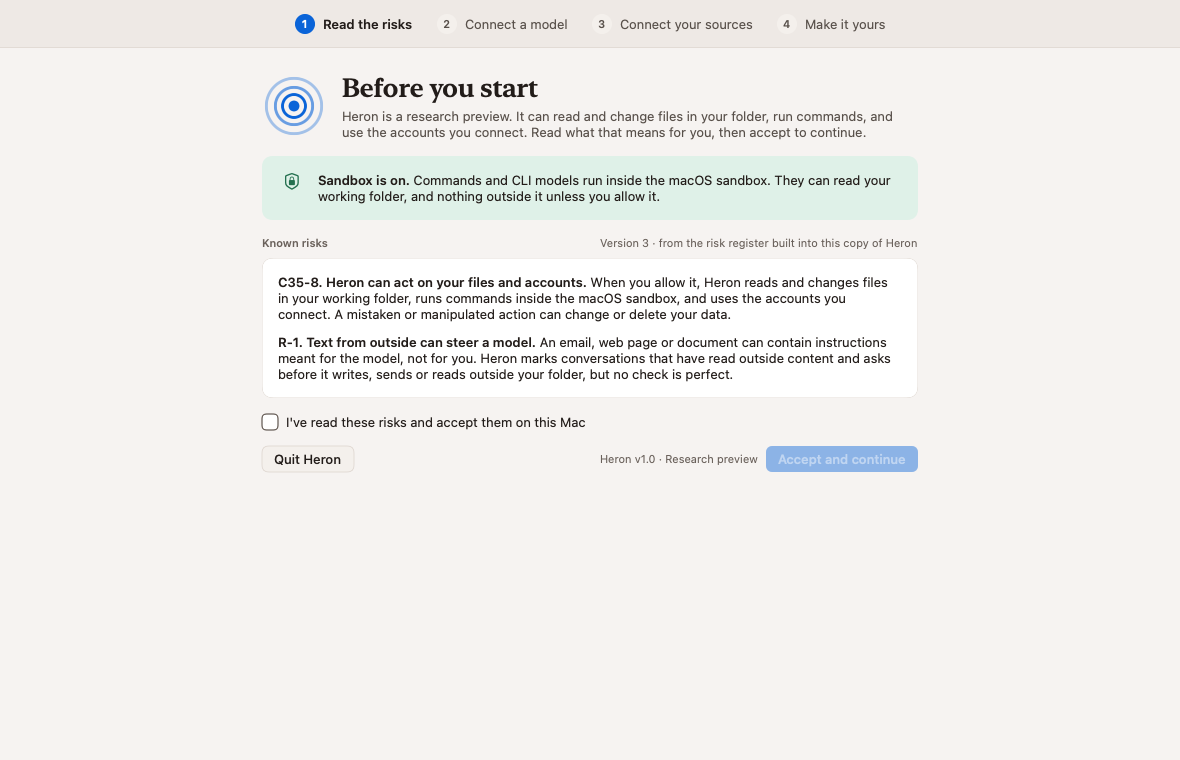 1 Read the risks 2 Connect a model 3 Connect your sources 4 Make it yours
Before you start
Heron is a research preview. It can read and change files in your folder, run commands, and
use the accounts you connect. Read what that means for you, then accept to continue.
Sandbox is on. Commands and CLI models run inside the macOS sandbox. They can read your
working folder, and nothing outside it unless you allow it.
Known risks Version 3 · from the risk register built into this copy of Heron
C35-8. Heron can act on your files and accounts. When you allow it, Heron reads and changes files
in your working folder, runs commands inside the macOS sandbox, and uses the accounts you
connect. A mistaken or manipulated action can change or delete your data.
R-1. Text from outside can steer a model. An email, web page or document can contain instructions
meant for the model, not for you. Heron marks conversations that have read outside content and asks
before it writes, sends or reads outside your folder, but no check is perfect.
I've read these risks and accept them on this Mac
Quit Heron Heron v1.0 · Research preview Accept and continue